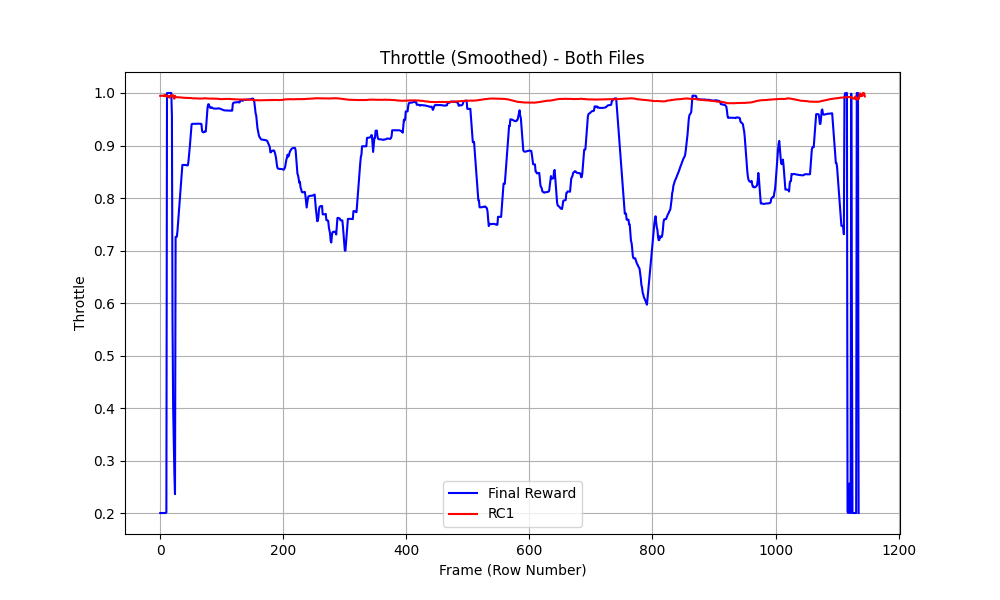 Throttle (Smoothed) - Both Files
Throttle
1.0
0.9
0.8
0.7
0.6
0.5
0.4
0.3
0.2
Final Reward
RC1
0 200 400 600 800 1000 1200
Frame (Row Number)